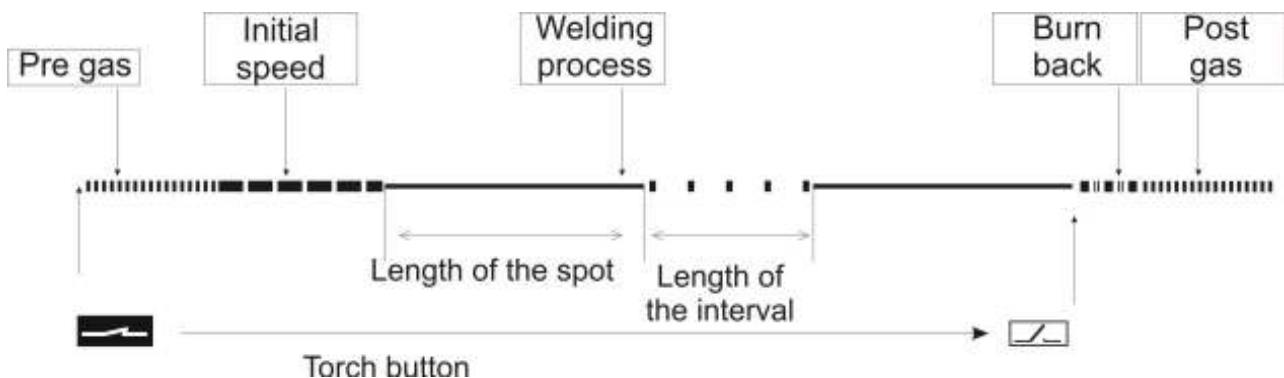 Pre gas
Initial
speed
Welding
process
Burn
back
Post
gas
Length of the spot
Length of
the interval
Torch button